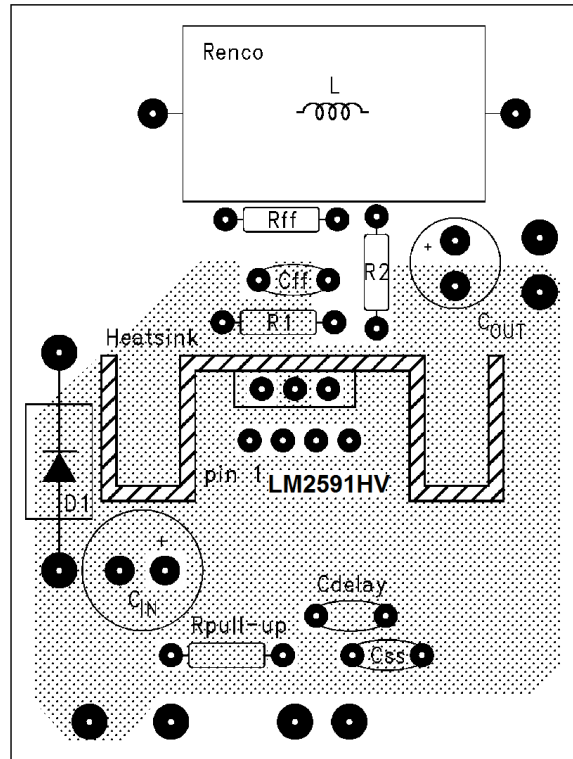 Renco
L
Rff
+
Cff
R2
R1
COUT
Heatsink
pin 1
LM2591HV
D1
+
CIN
Cdelay
Rpull-up
Css